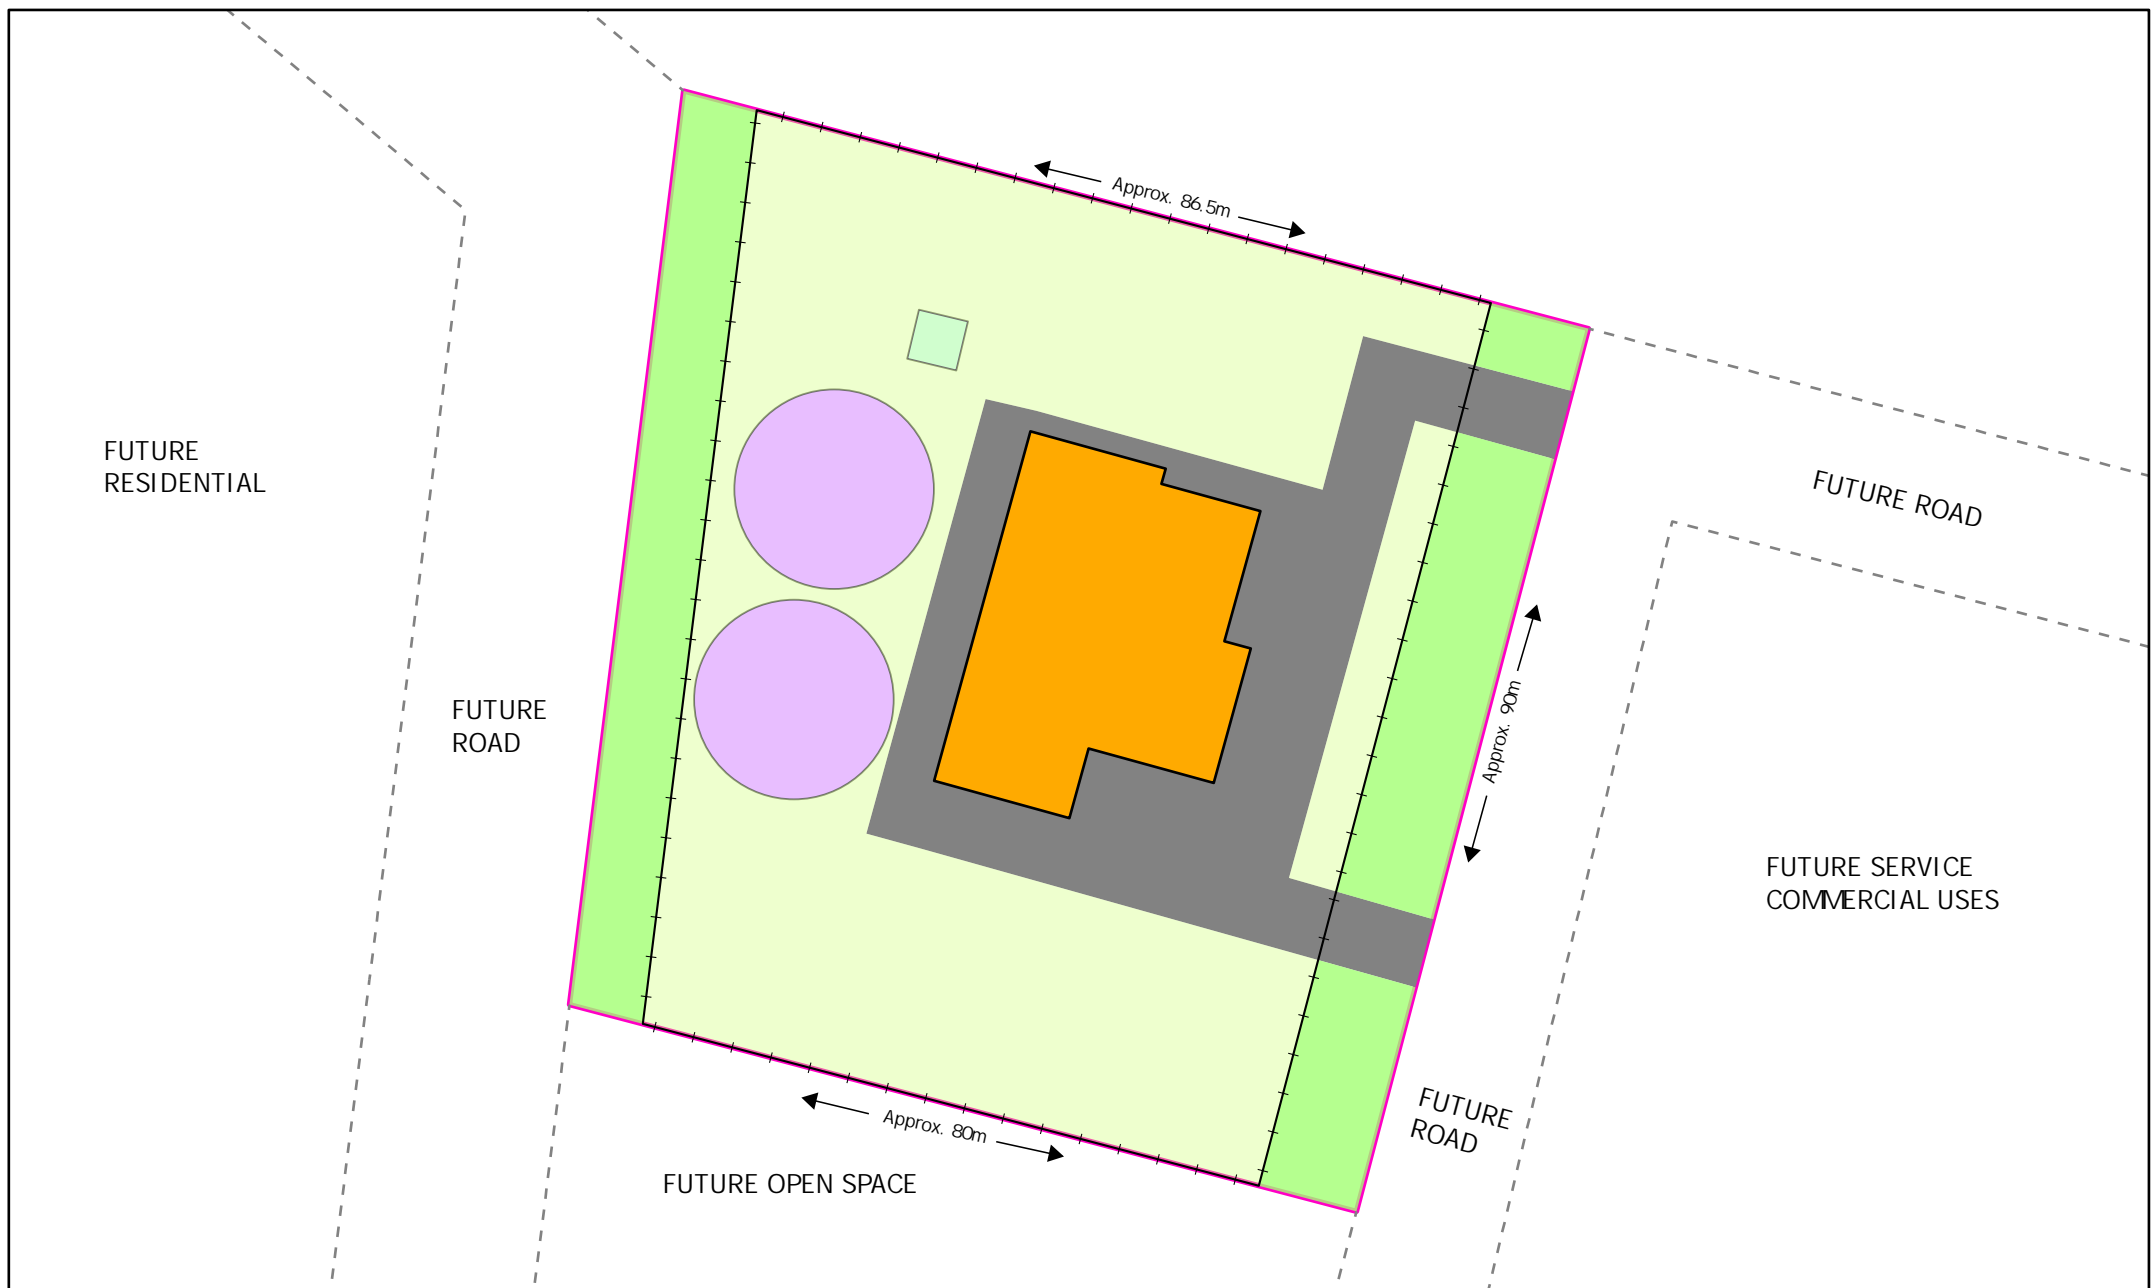 Approx. 86.5m
FUTURE
RESIDENTIAL
FUTURE ROAD
FUTURE
ROAD
Approx. 90m
FUTURE SERVICE
COMMERCIAL USES
FUTURE
ROAD
Approx. 80m
FUTURE OPEN SPACE